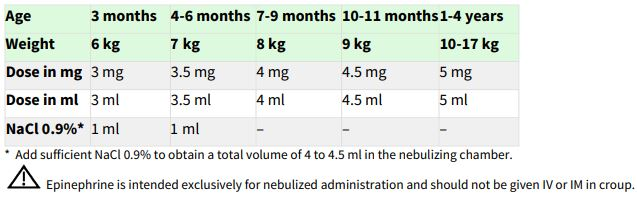 Age 3 months 4-6 months 7-9 months 10-11 months 1-4 years
Weight 6 kg 7 kg 8 kg 9 kg 10-17 kg
Dose in mg 3 mg 3.5 mg 4 mg 4.5 mg 5 mg
Dose in ml 3 ml 3.5 ml 4 ml 4.5 ml 5 ml
NaCl 0.9%* 1 ml 1 ml – – –
* Add sufficient NaCl 0.9% to obtain a total volume of 4 to 4.5 ml in the nebulizing chamber.
Epinephrine is intended exclusively for nebulized administration and should not be given IV or IM in croup.